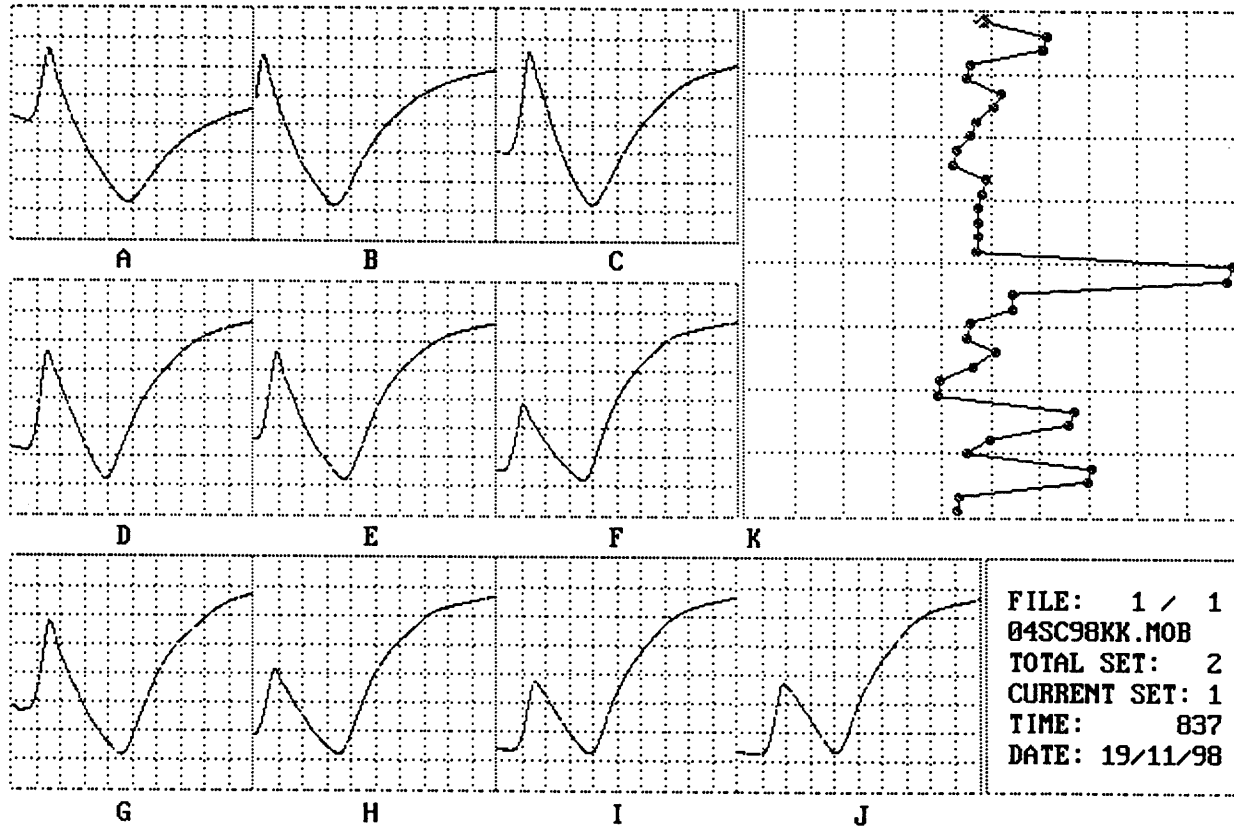 A B C
D E F K
G H I J
FILE: 1 / 1
04SC98KK.MOB
TOTAL SET: 2
CURRENT SET: 1
TIME: 837
DATE: 19/11/98